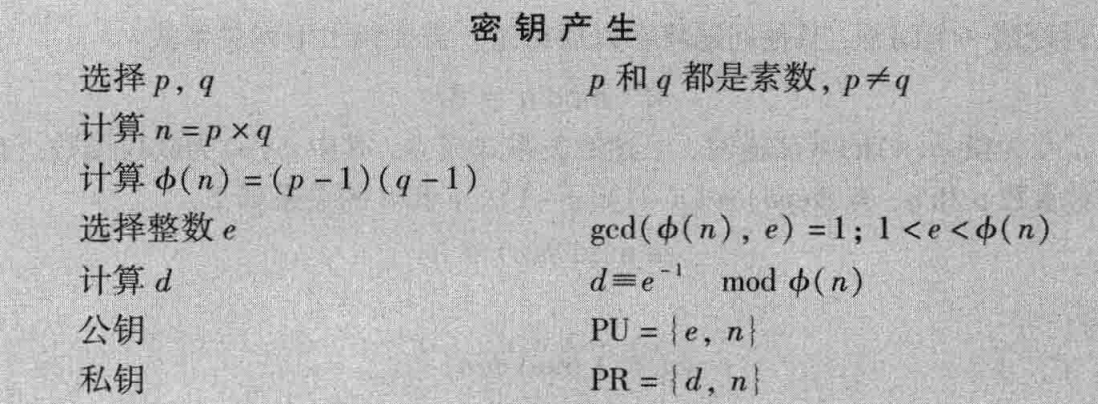 密钥产生
选择 p, q    p 和 q 都是素数, p≠q
计算 n = p × q
计算 ϕ(n) = (p − 1)(q − 1)
选择整数 e    gcd(ϕ(n), e) = 1; 1 < e < ϕ(n)
计算 d    d ≡ e⁻¹ mod ϕ(n)
公钥    PU = {e, n}
私钥    PR = {d, n}